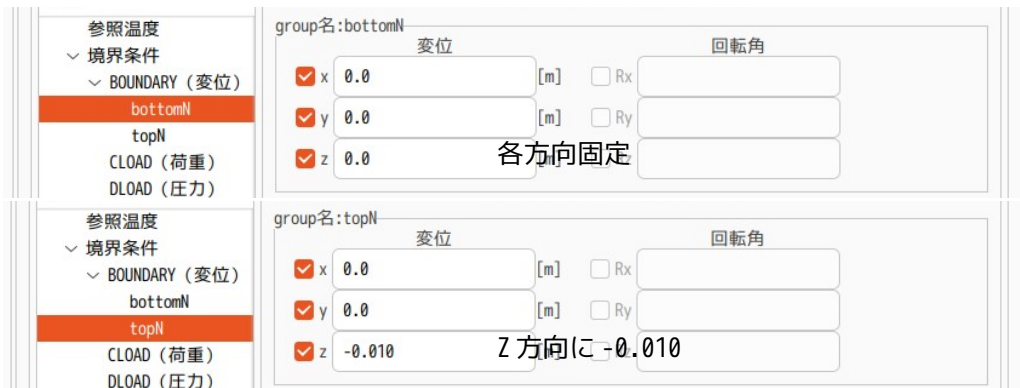 参照温度
境界条件
BOUNDARY (変位)
bottomN
topN
CLOAD (荷重)
DLOAD (圧力)
group名:bottomN
変位 回転角
x 0.0 [m] Rx
y 0.0 [m] Ry
z 0.0
各方向固定
参照温度
境界条件
BOUNDARY (変位)
bottomN
topN
CLOAD (荷重)
DLOAD (圧力)
group名:topN
変位 回転角
x 0.0 [m] Rx
y 0.0 [m] Ry
z -0.010
Z方向に -0.010